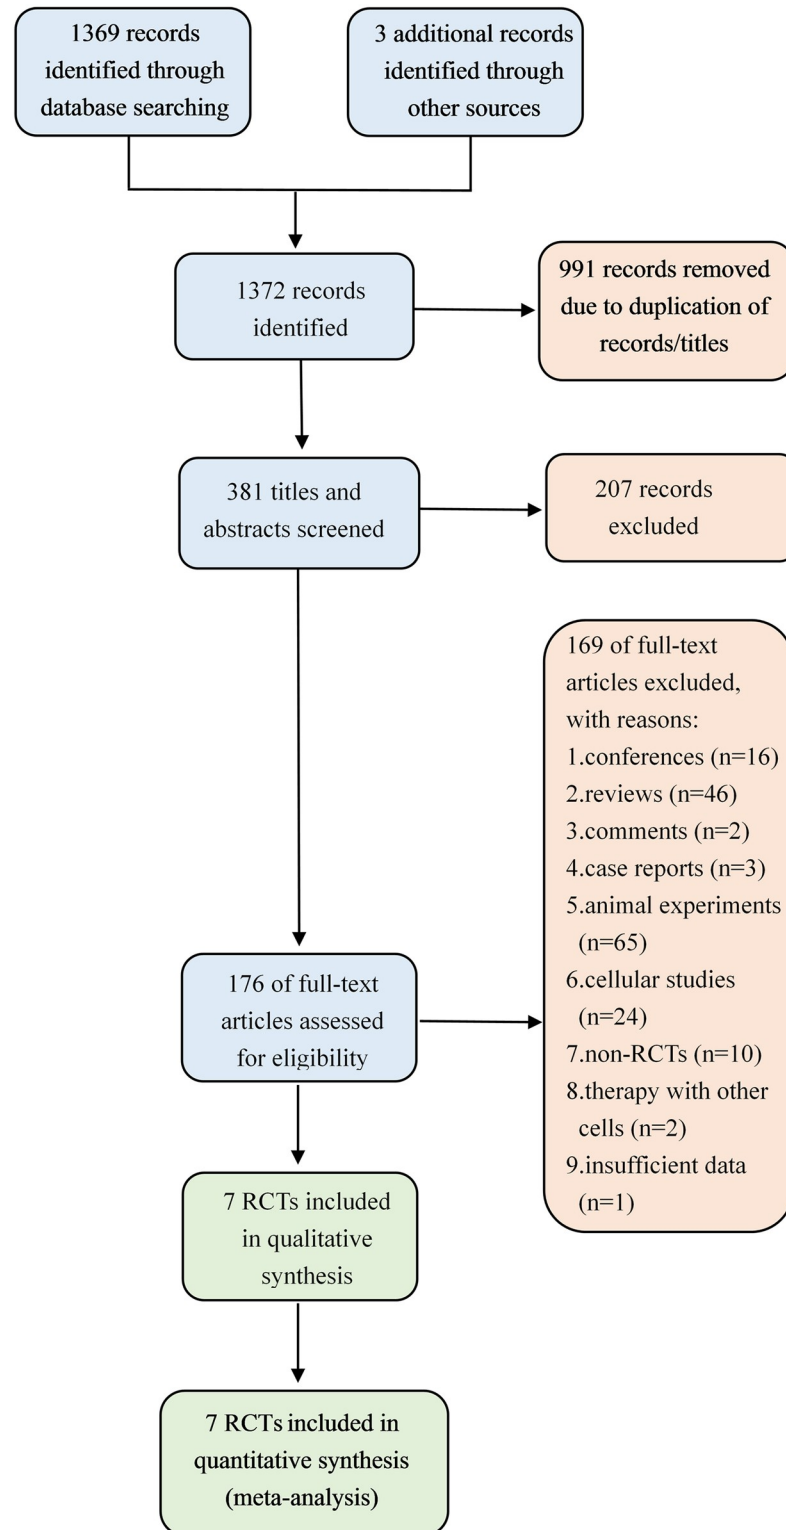 1369 records
identified through
database searching
3 additional records
identified through
other sources
1372 records
identified
991 records removed
due to duplication of
records/titles
381 titles and
abstracts screened
207 records
excluded
169 of full-text
articles excluded,
with reasons:
1.conferences (n=16)
2.reviews (n=46)
3.comments (n=2)
4.case reports (n=3)
5.animal experiments
(n=65)
6.cellular studies
(n=24)
7.non-RCTs (n=10)
8.therapy with other
cells (n=2)
9.insufficient data
(n=1)
176 of full-text
articles assessed
for eligibility
7 RCTs included
in qualitative
synthesis
7 RCTs included in
quantitative synthesis
(meta-analysis)